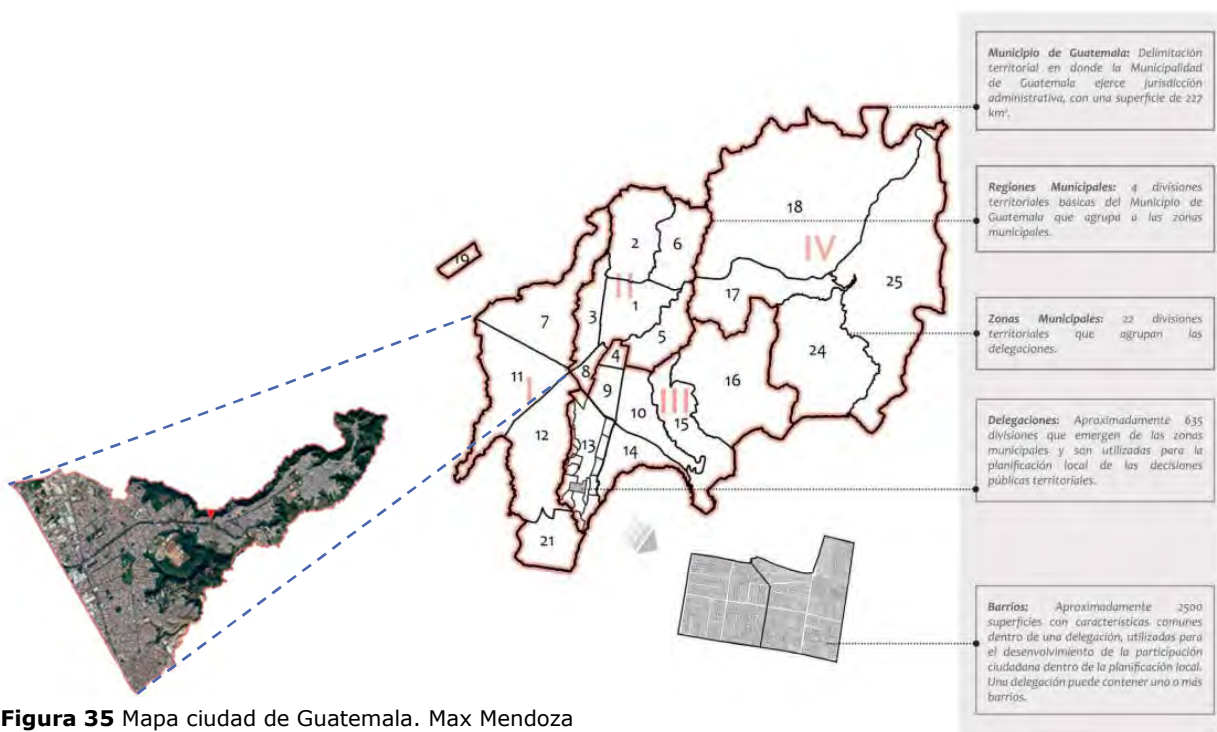 Municipio de Guatemala: Delimitación
territorial en donde la Municipalidad
de Guatemala ejerce jurisdicción
administrativa, con una superficie de 227
km².
Regiones Municipales: 4 divisiones
territoriales básicas del Municipio de
Guatemala que agrupa a las zonas
municipales.
Zonas Municipales: 22 divisiones
territoriales que agrupan las
delegaciones.
Delegaciones: Aproximadamente 635
divisiones que emergen de las zonas
municipales y son utilizadas para la
planificación local de las decisiones
públicas territoriales.
Barrios: Aproximadamente 2500
superficies con características comunes
dentro de una delegación, utilizadas para
el desenvolvimiento de la participación
ciudadana dentro de la planificación local.
Una delegación puede contener uno o más
barrios.
18
2
6
IV
19
25
II
17
7
3
1
5
24
4
8
16
11
I
9
10
III
15
12
13
14
21
Figura 35 Mapa ciudad de Guatemala. Max Mendoza